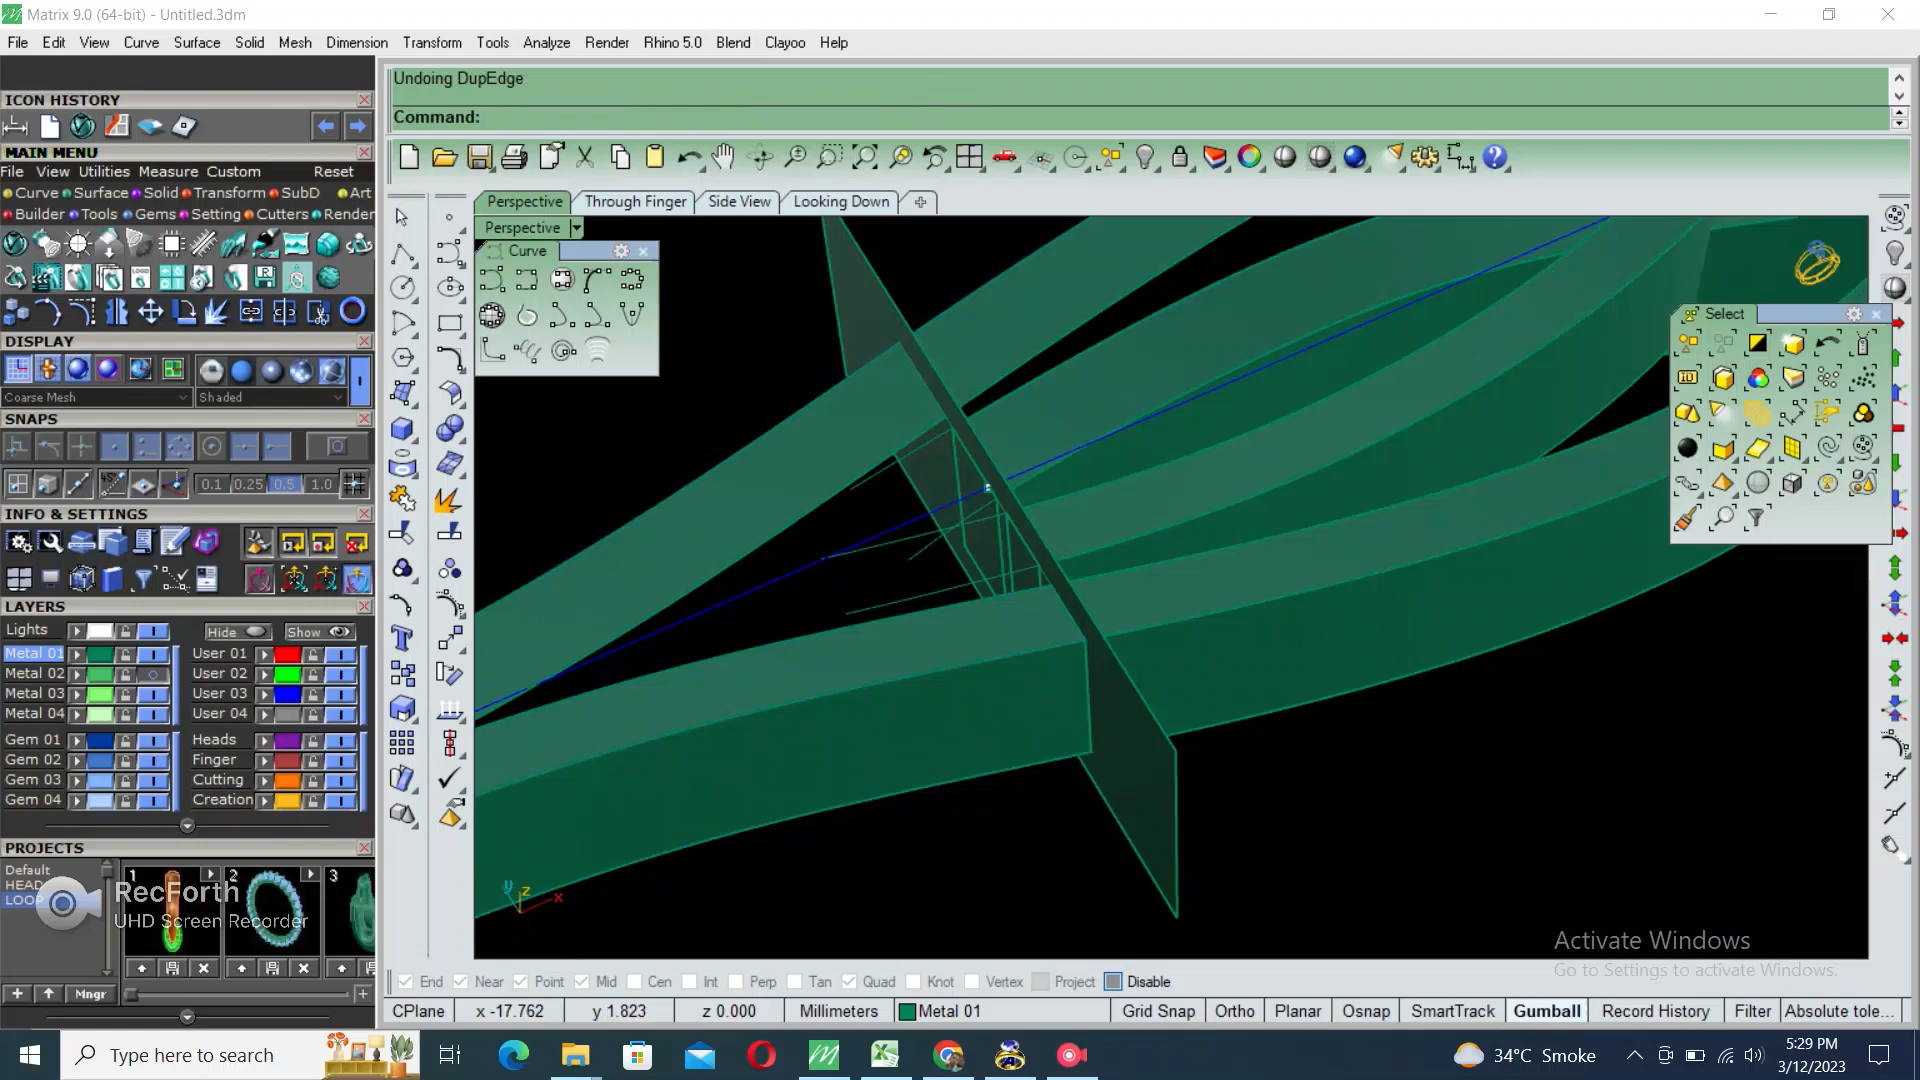 Matrix 9.0 (64-bit) - Untitled.3dm
File Edit View Curve Surface Solid Mesh Dimension Transform Tools Analyze Render Rhino 5.0 Blend Clayoo Help
Undoing DupEdge
Command:
ICON HISTORY
MAIN MENU
File View Utilities Measure Custom Reset
Curve Surface Solid Transform SubD Art
Builder Tools Gems Setting Cutters Render
DISPLAY
Coarse Mesh Shaded
SNAPS
0.1 0.25 0.5 1.0
INFO & SETTINGS
LAYERS
Lights Hide Show
Metal 01 User 01
Metal 02 User 02
Metal 03 User 03
Metal 04 User 04
Gem 01 Heads
Gem 02 Finger
Gem 03 Cutting
Gem 04 Creation
PROJECTS
Default
HEAD
LOOP
1 2 3
RecForth
UHD Screen Recorder
Mngr
Perspective Through Finger Side View Looking Down
Perspective
Curve
Select
y z x
Activate Windows
Go to Settings to activate Windows.
End Near Point Mid Cen Int Perp Tan Quad Knot Vertex Project Disable
CPlane x -17.762 y 1.823 z 0.000 Millimeters Metal 01 Grid Snap Ortho Planar Osnap SmartTrack Gumball Record History Filter Absolute tole...
Type here to search
34°C Smoke
5:29 PM
3/12/2023